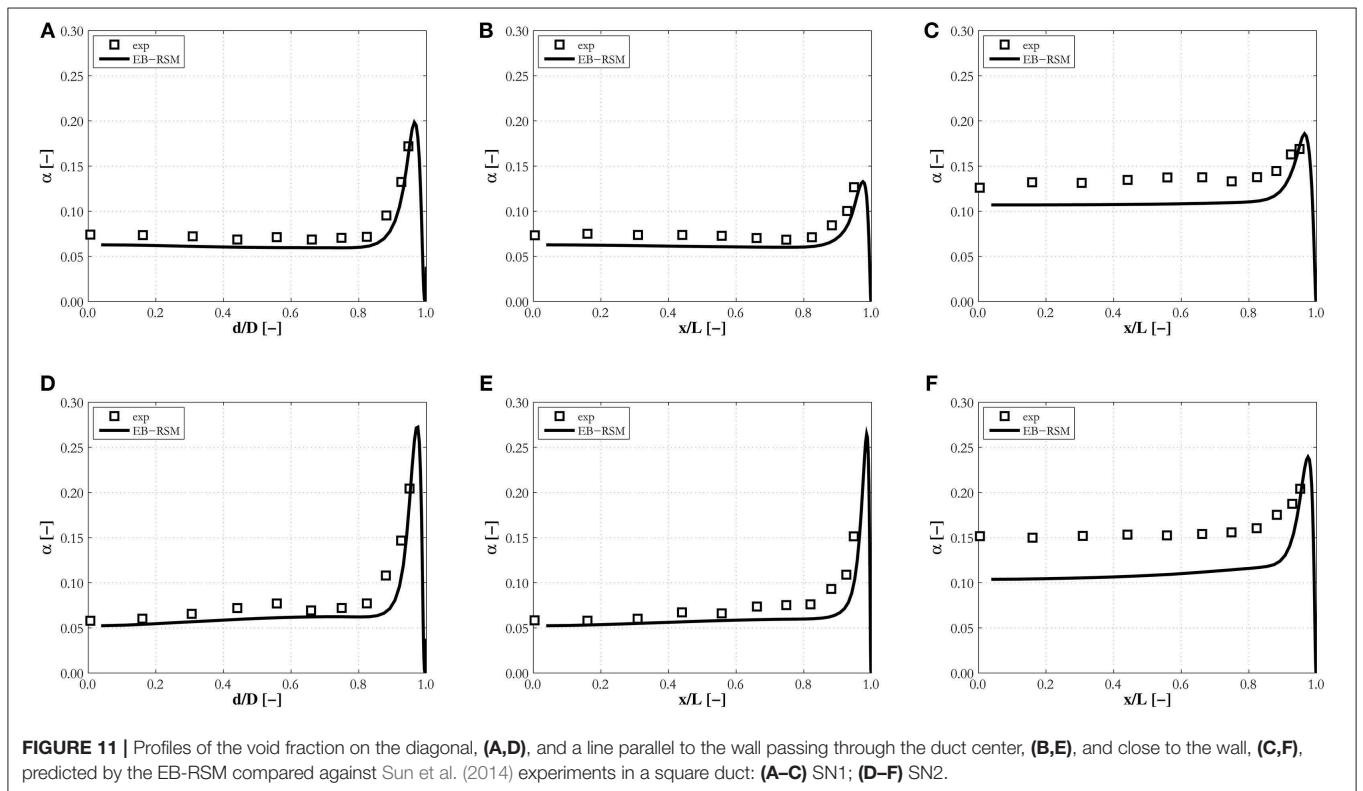 A
exp
EB−RSM
0.30
0.25
0.20
0.15
0.10
0.05
0.00
α [−]
0.0 0.2 0.4 0.6 0.8 1.0
d/D [−]
B
exp
EB−RSM
0.30
0.25
0.20
0.15
0.10
0.05
0.00
α [−]
0.0 0.2 0.4 0.6 0.8 1.0
x/L [−]
C
exp
EB−RSM
0.30
0.25
0.20
0.15
0.10
0.05
0.00
α [−]
0.0 0.2 0.4 0.6 0.8 1.0
x/L [−]
D
exp
EB−RSM
0.30
0.25
0.20
0.15
0.10
0.05
0.00
α [−]
0.0 0.2 0.4 0.6 0.8 1.0
d/D [−]
E
exp
EB−RSM
0.30
0.25
0.20
0.15
0.10
0.05
0.00
α [−]
0.0 0.2 0.4 0.6 0.8 1.0
x/L [−]
F
exp
EB−RSM
0.30
0.25
0.20
0.15
0.10
0.05
0.00
α [−]
0.0 0.2 0.4 0.6 0.8 1.0
x/L [−]
FIGURE 11 | Profiles of the void fraction on the diagonal, (A,D), and a line parallel to the wall passing through the duct center, (B,E), and close to the wall, (C,F),
predicted by the EB-RSM compared against Sun et al. (2014) experiments in a square duct: (A–C) SN1; (D–F) SN2.